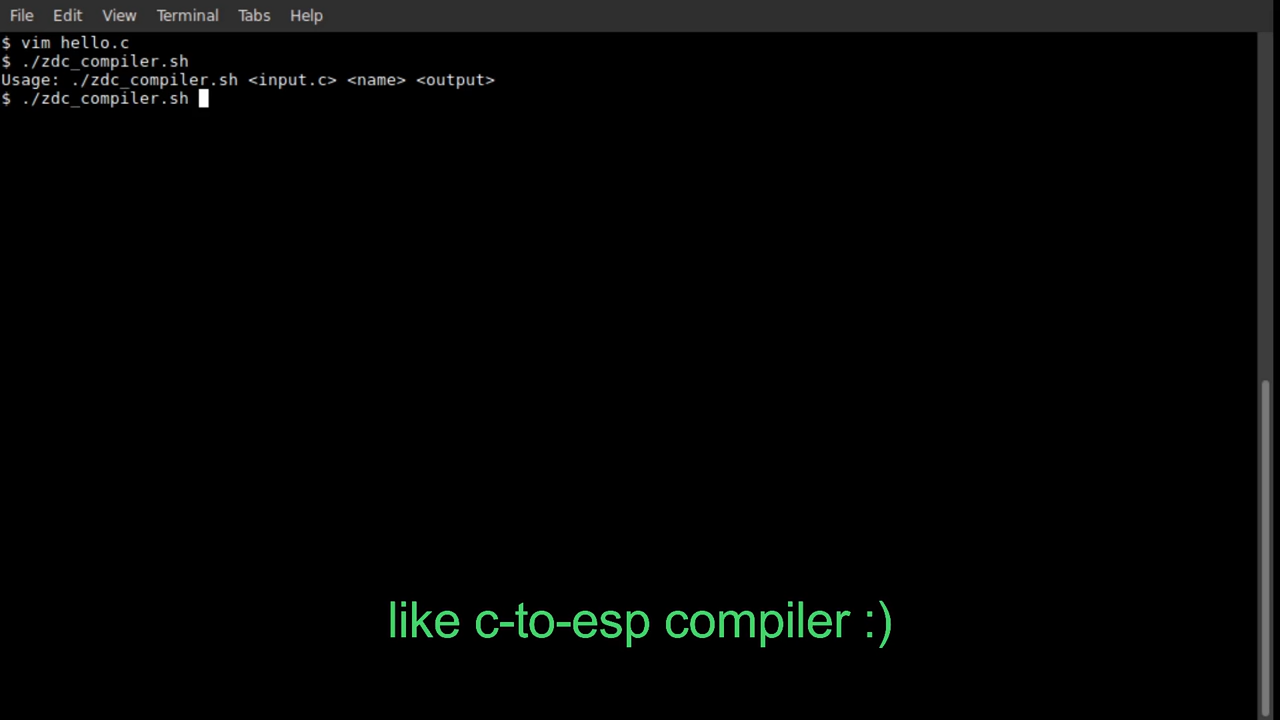 File Edit View Terminal Tabs Help
$ vim hello.c
$ ./zdc_compiler.sh
Usage: ./zdc_compiler.sh <input.c> <name> <output>
$ ./zdc_compiler.sh
like c-to-esp compiler :)